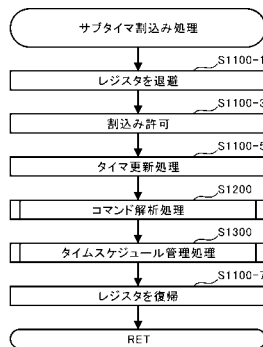 サブタイマ割込み処理
S1100-1
レジスタを退避
S1100-3
割込み許可
S1100-5
タイマ更新処理
S1200
コマンド解析処理
S1300
タイムスケジュール管理処理
S1100-7
レジスタを復帰
RET